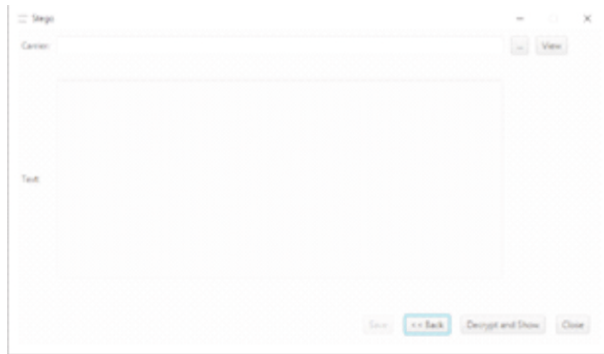 Stego
Carrier: ... View
Text:
Save << Back Decrypt and Show Close